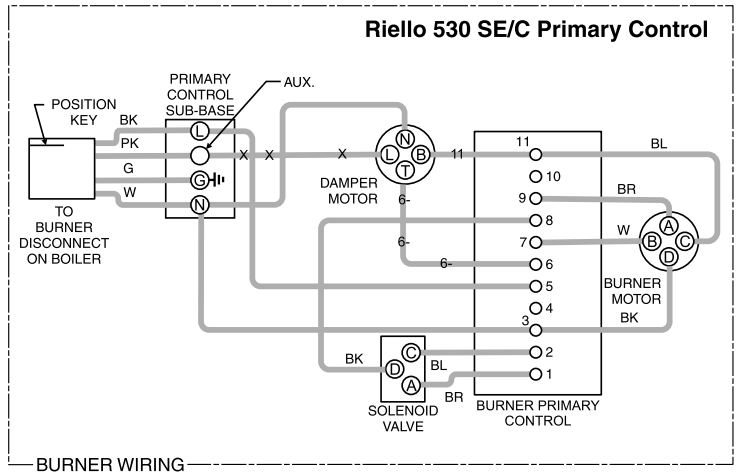 Riello 530 SE/C Primary Control
PRIMARY
CONTROL
SUB-BASE
AUX.
POSITION
KEY
BK
PK
G
W
TO
BURNER
DISCONNECT
ON BOILER
L
G
N
X
X
X
N
L
B
T
DAMPER
MOTOR
11
6-
6-
6-
11
10
9
8
7
6
5
4
3
2
1
BL
BR
W
BK
A
B
C
D
BURNER
MOTOR
BK
BL
BR
C
D
A
SOLENOID
VALVE
BURNER PRIMARY
CONTROL
BURNER WIRING